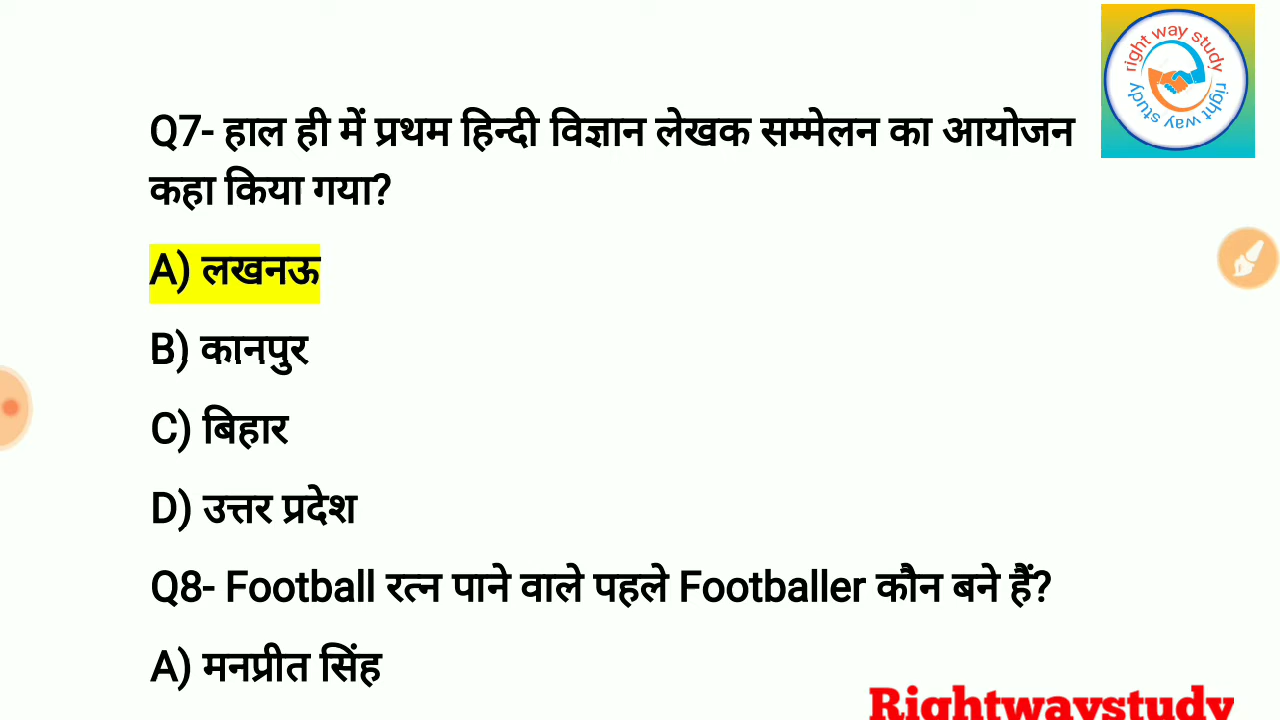 right way study right way study
Q7- हाल ही में प्रथम हिन्दी विज्ञान लेखक सम्मेलन का आयोजन
कहा किया गया?
A) लखनऊ
B) कानपुर
C) बिहार
D) उत्तर प्रदेश
Q8- Football रत्न पाने वाले पहले Footballer कौन बने हैं?
A) मनप्रीत सिंह
Rightwaystudy